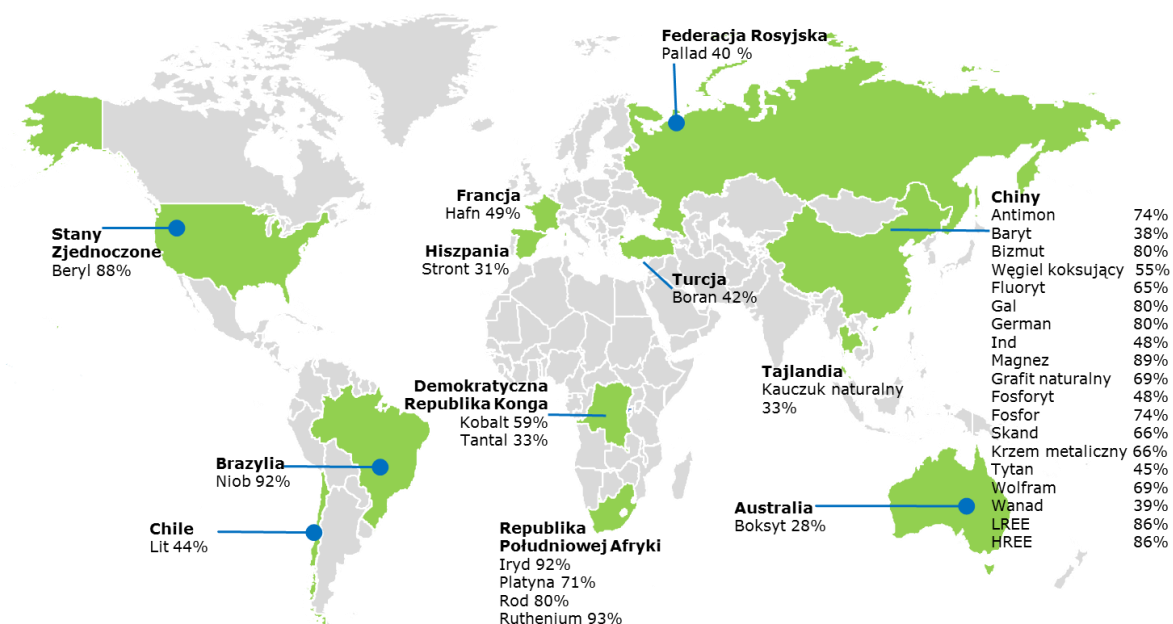 Federacja Rosyjska
Pallad 40 %
Francja
Hafn 49%
Hiszpania
Stront 31%
Stany
Zjednoczone
Beryl 88%
Turcja
Boran 42%
Chiny
Antimon 74%
Baryt 38%
Bizmut 80%
Węgiel koksujący 55%
Fluoryt 65%
Gal 80%
German 80%
Ind 48%
Magnez 89%
Grafit naturalny 69%
Fosforyt 48%
Fosfor 74%
Skand 66%
Krzem metaliczny 66%
Tytan 45%
Wolfram 69%
Wanad 39%
LREE 86%
HREE 86%
Tajlandia
Kauczuk naturalny
33%
Demokratyczna
Republika Konga
Kobalt 59%
Tantal 33%
Brazylia
Niob 92%
Chile
Lit 44%
Republika
Południowej Afryki
Iryd 92%
Platyna 71%
Rod 80%
Ruthenium 93%
Australia
Boksyt 28%